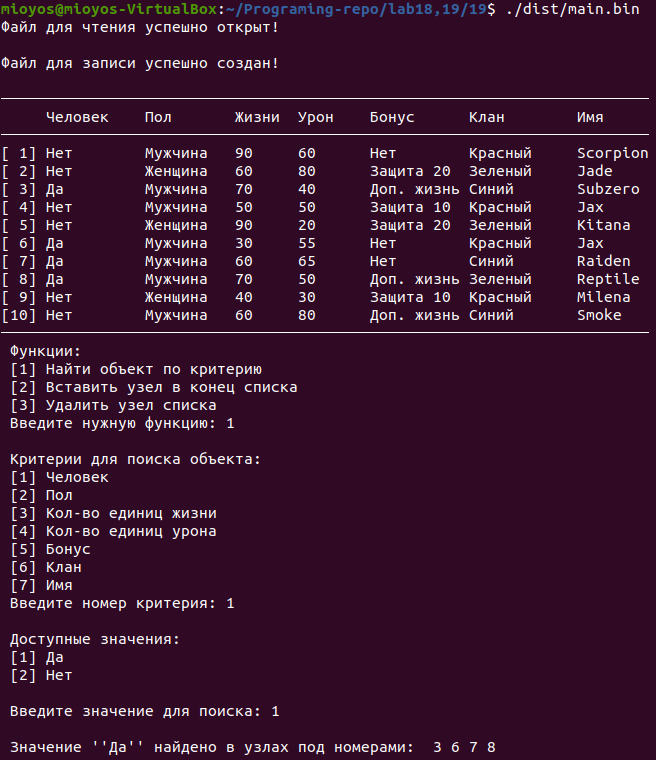 mioyos@mioyos-VirtualBox:~/Programing-repo/lab18,19/19$ ./dist/main.bin
Файл для чтения успешно открыт!
Файл для записи успешно создан!
Человек Пол Жизни Урон Бонус Клан Имя
[ 1] Нет Мужчина 90 60 Нет Красный Scorpion
[ 2] Нет Женщина 60 80 Защита 20 Зеленый Jade
[ 3] Да Мужчина 70 40 Доп. жизнь Синий Subzero
[ 4] Нет Мужчина 50 50 Защита 10 Красный Jax
[ 5] Нет Женщина 90 20 Защита 20 Зеленый Kitana
[ 6] Да Мужчина 30 55 Нет Красный Jax
[ 7] Да Мужчина 60 65 Нет Синий Raiden
[ 8] Да Мужчина 70 50 Доп. жизнь Зеленый Reptile
[ 9] Нет Женщина 40 30 Защита 10 Красный Milena
[10] Нет Мужчина 60 80 Доп. жизнь Синий Smoke
Функции:
[1] Найти объект по критерию
[2] Вставить узел в конец списка
[3] Удалить узел списка
Введите нужную функцию: 1
Критерии для поиска объекта:
[1] Человек
[2] Пол
[3] Кол-во единиц жизни
[4] Кол-во единиц урона
[5] Бонус
[6] Клан
[7] Имя
Введите номер критерия: 1
Доступные значения:
[1] Да
[2] Нет
Введите значение для поиска: 1
Значение ''Да'' найдено в узлах под номерами:  3 6 7 8